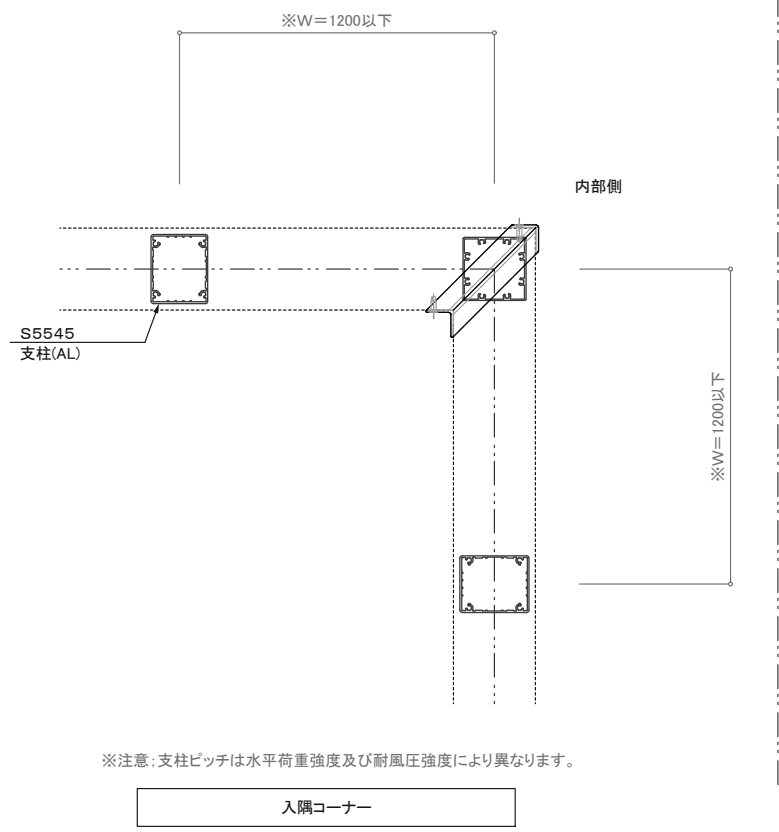 ※W＝1200以下
内部側
S5545
支柱(AL)
※W＝1200以下
※注意;支柱ピッチは水平荷重強度及び耐風圧強度により異なります。
入隅コーナー